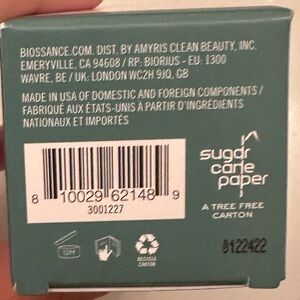 BIOSSANCE.COM. DIST. BY AMYRIS CLEAN BEAUTY, INC.
EMERYVILLE, CA 94608 / RP: BIORIUS - EU: 1300
WAVRE, BE / UK: LONDON WC2H 9JQ, GB
MADE IN USA OF DOMESTIC AND FOREIGN COMPONENTS /
FABRIQUÉ AUX ÉTATS-UNIS À PARTIR D'INGRÉDIENTS
NATIONAUX ET IMPORTÉS
8 10029 62148 9
3001227
sugar
cane
paper
A TREE FREE
CARTON
12M
RECYCLE
CARTON
0122422